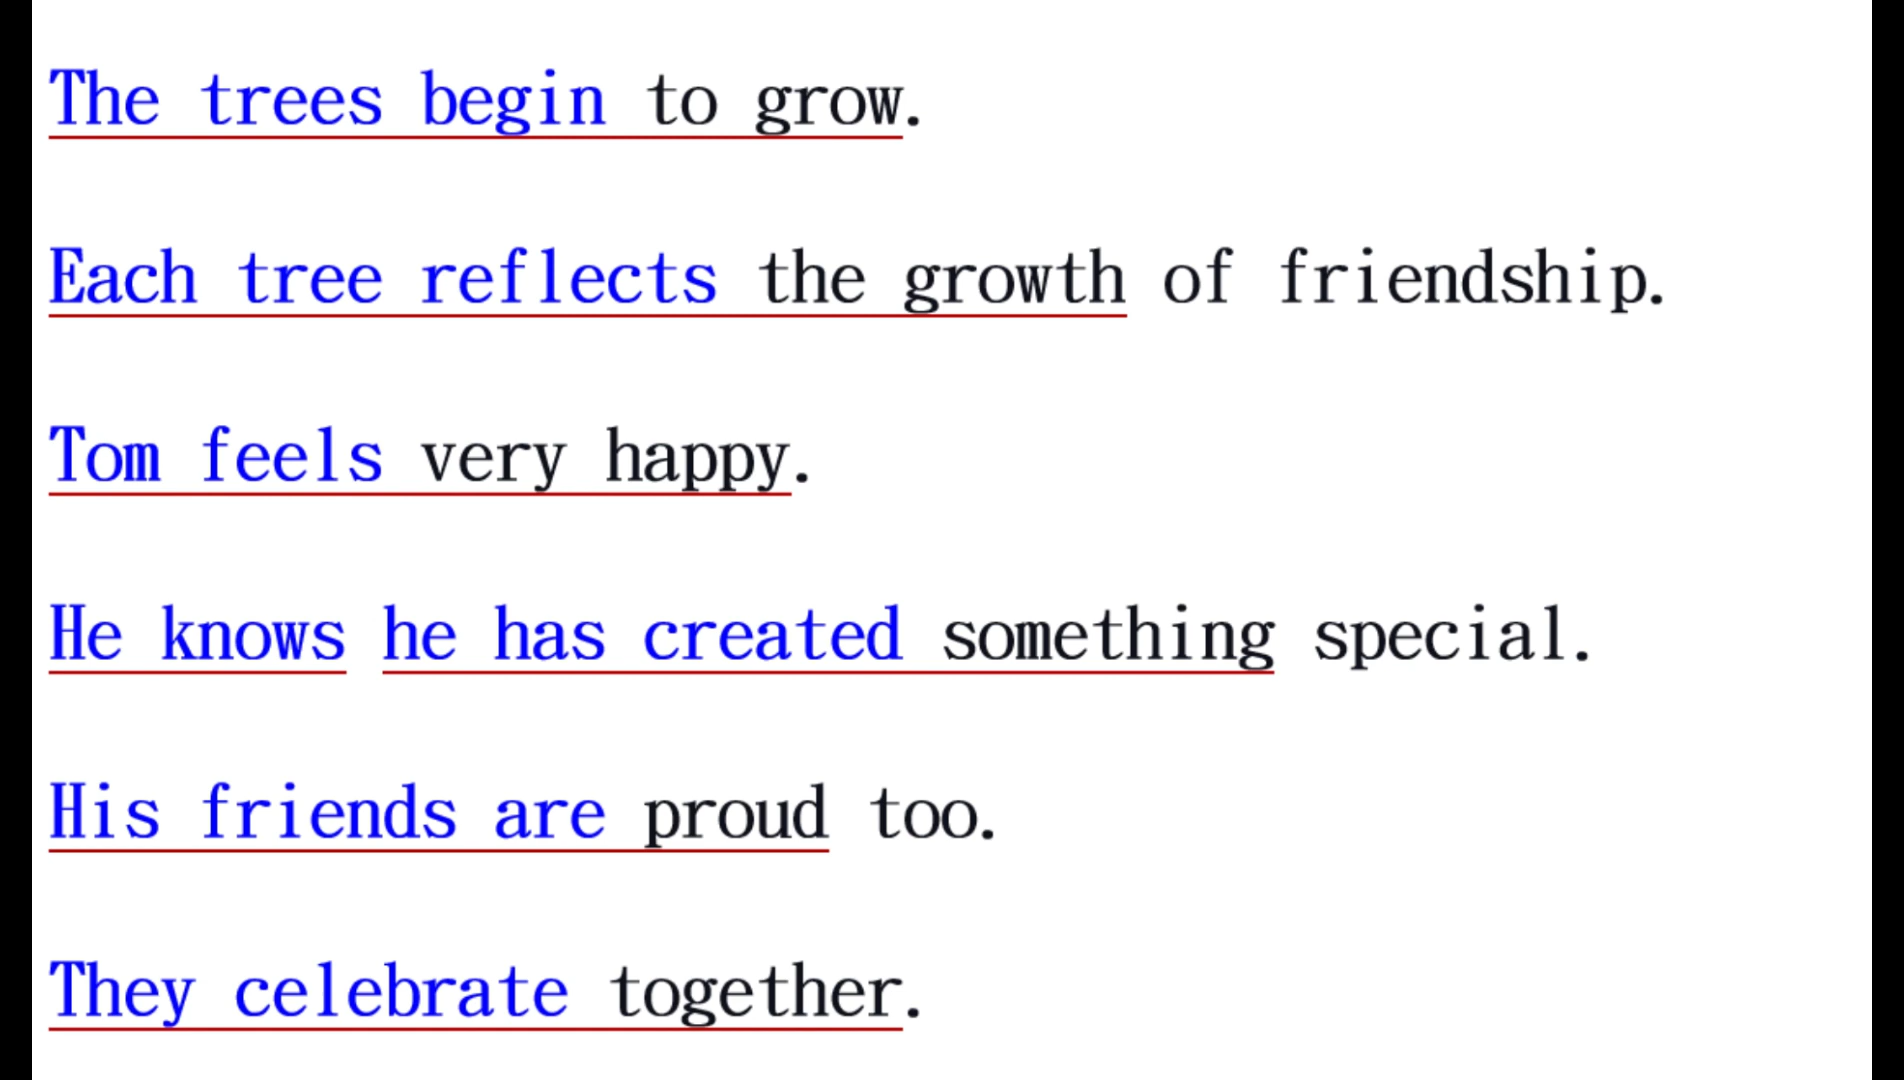 The trees begin to grow.
Each tree reflects the growth of friendship.
Tom feels very happy.
He knows he has created something special.
His friends are proud too.
They celebrate together.